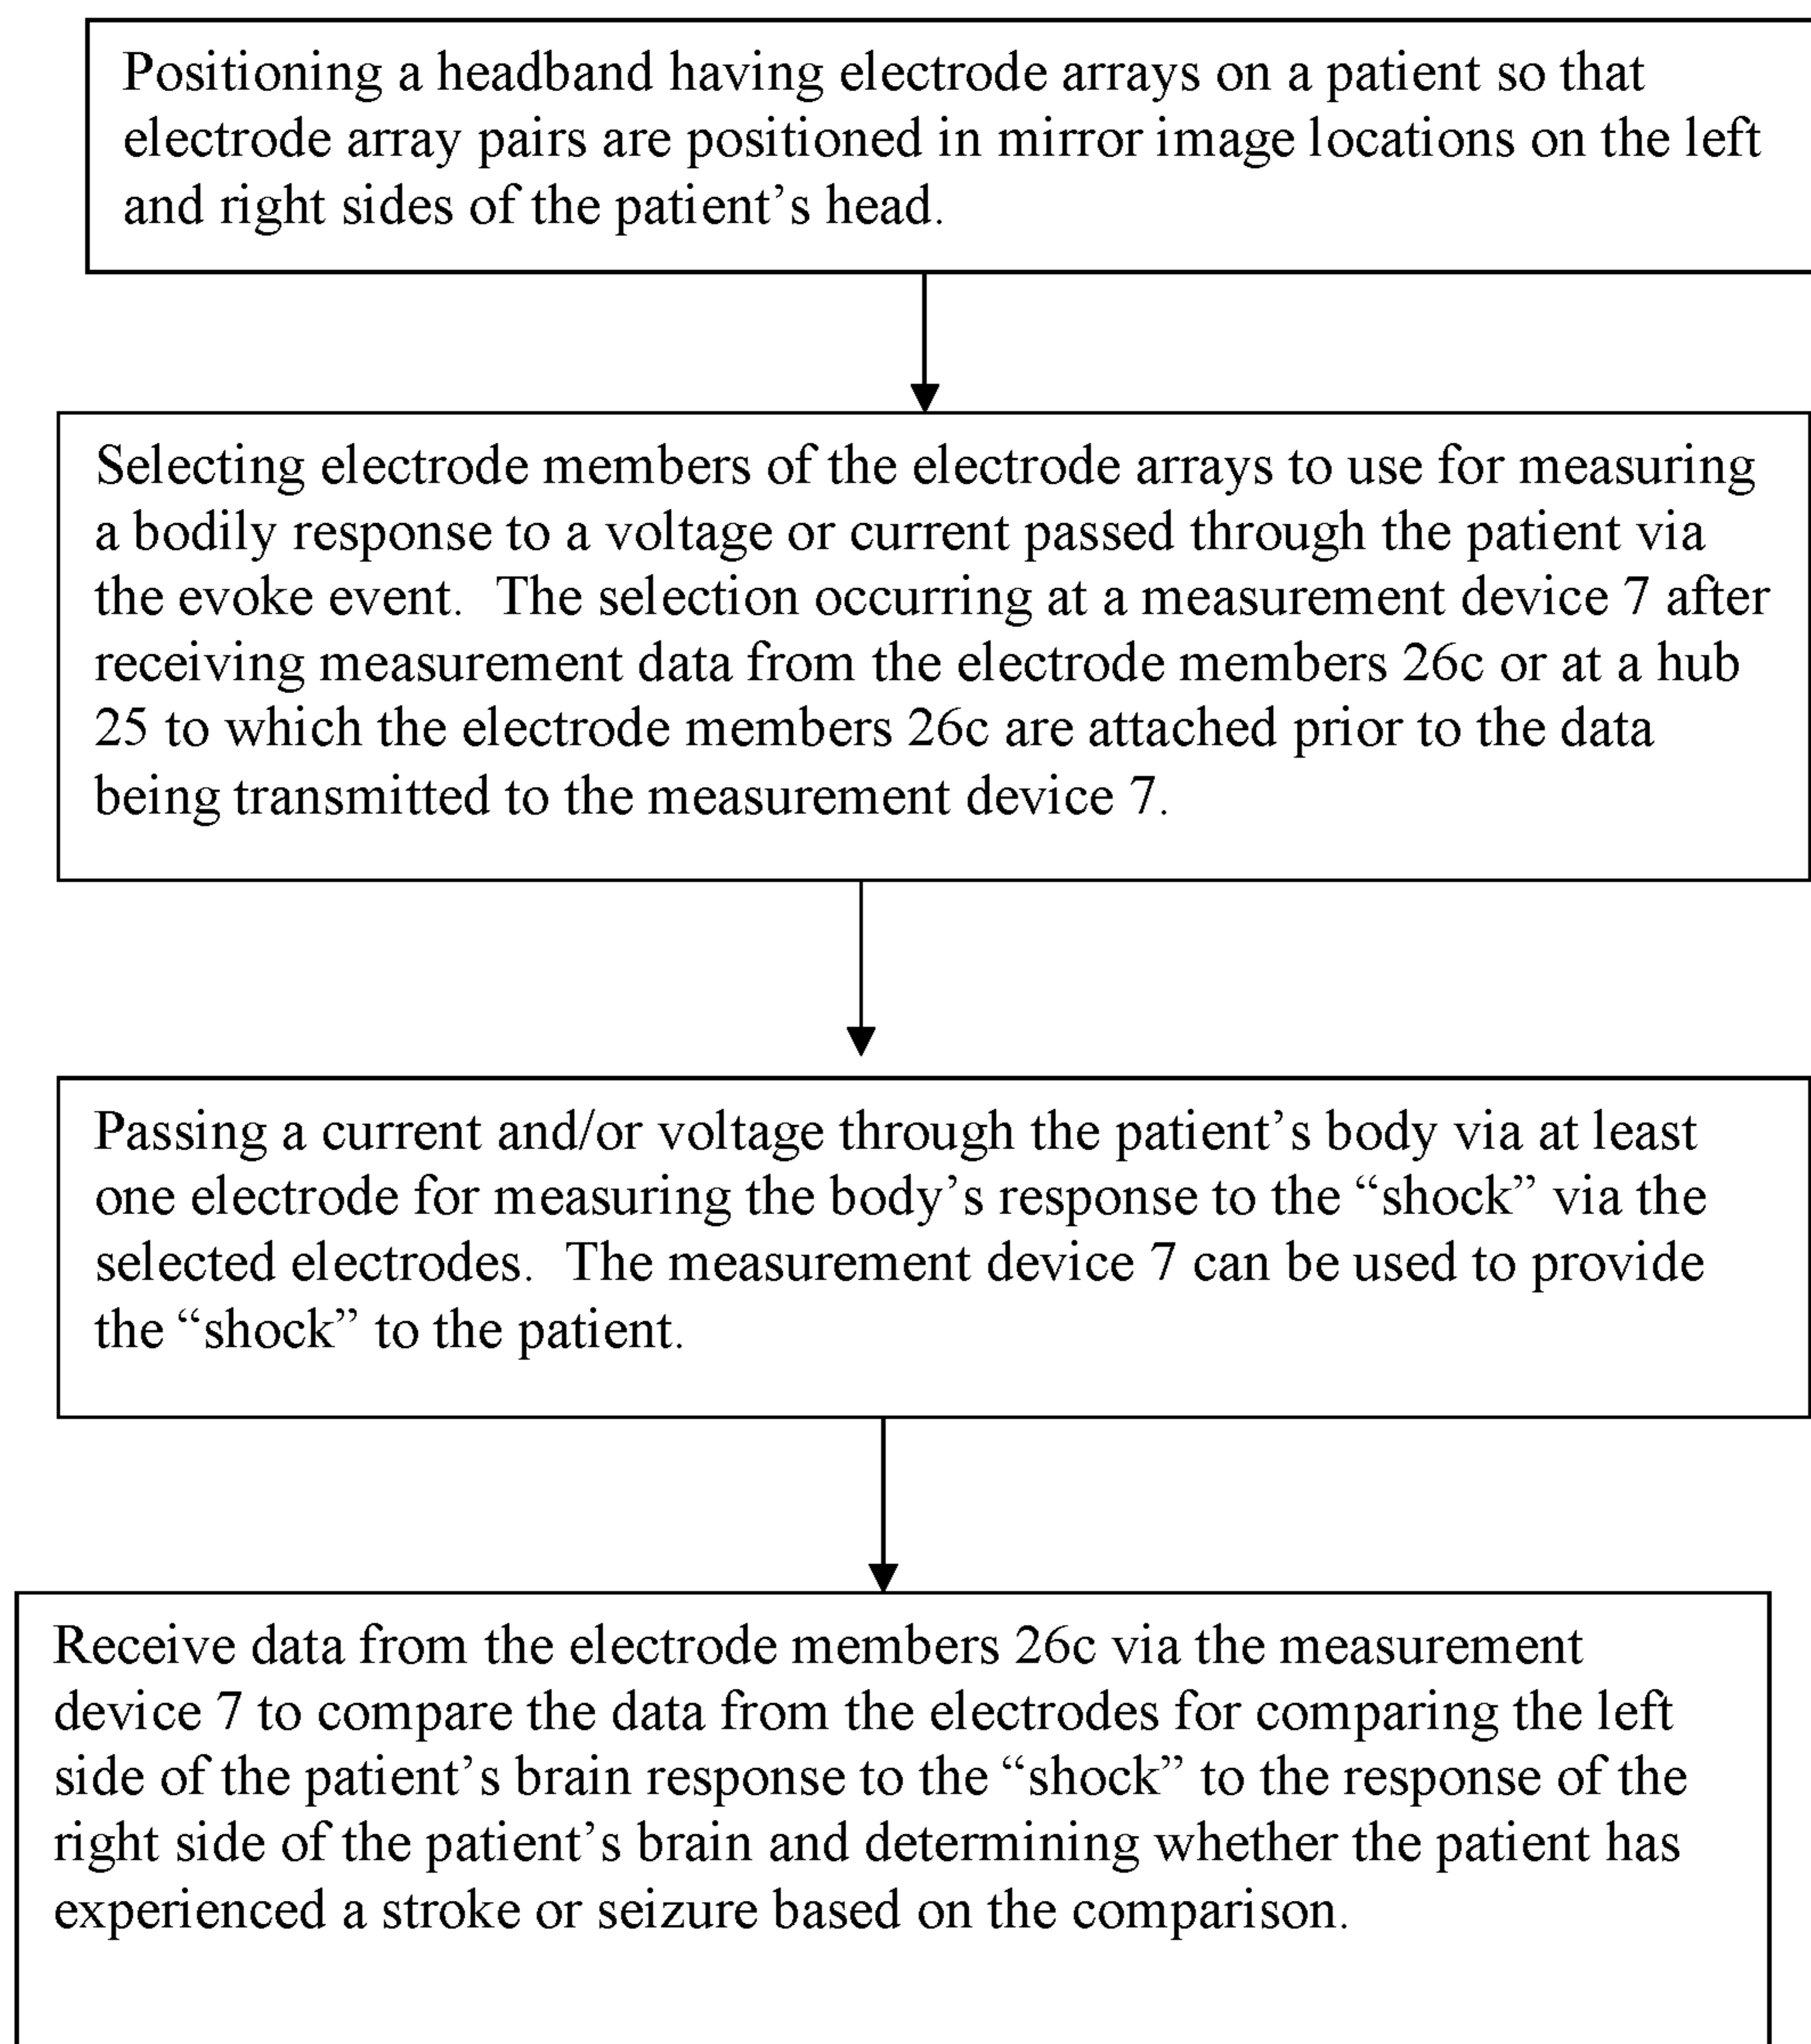 Positioning a headband having electrode arrays on a patient so that
electrode array pairs are positioned in mirror image locations on the left
and right sides of the patient’s head.
Selecting electrode members of the electrode arrays to use for measuring
a bodily response to a voltage or current passed through the patient via
the evoke event.  The selection occurring at a measurement device 7 after
receiving measurement data from the electrode members 26c or at a hub
25 to which the electrode members 26c are attached prior to the data
being transmitted to the measurement device 7.
Passing a current and/or voltage through the patient’s body via at least
one electrode for measuring the body’s response to the “shock” via the
selected electrodes.  The measurement device 7 can be used to provide
the “shock” to the patient.
Receive data from the electrode members 26c via the measurement
device 7 to compare the data from the electrodes for comparing the left
side of the patient’s brain response to the “shock” to the response of the
right side of the patient’s brain and determining whether the patient has
experienced a stroke or seizure based on the comparison.